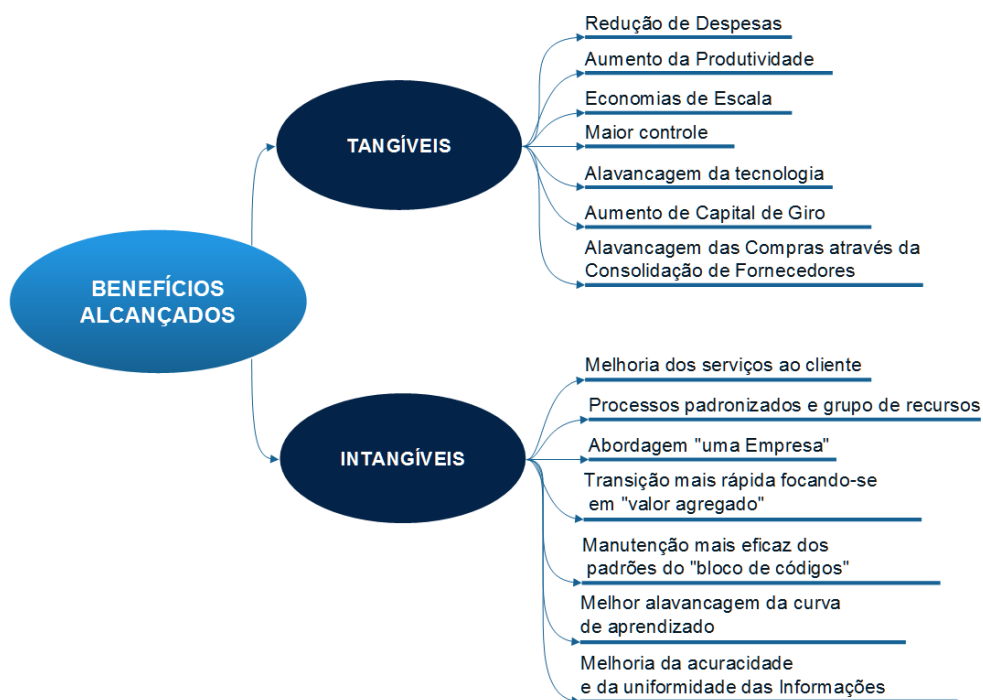 BENEFÍCIOS
ALCANÇADOS
TANGÍVEIS
Redução de Despesas
Aumento da Produtividade
Economias de Escala
Maior controle
Alavancagem da tecnologia
Aumento de Capital de Giro
Alavancagem das Compras através da
Consolidação de Fornecedores
INTANGÍVEIS
Melhoria dos serviços ao cliente
Processos padronizados e grupo de recursos
Abordagem "uma Empresa"
Transição mais rápida focando-se
em "valor agregado"
Manutenção mais eficaz dos
padrões do "bloco de códigos"
Melhor alavancagem da curva
de aprendizado
Melhoria da acuracidade
e da uniformidade das Informações